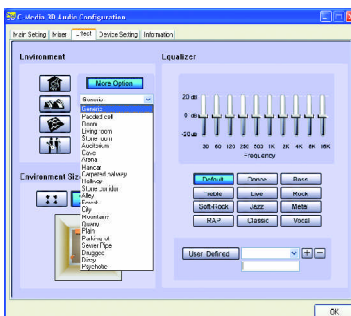 C-Media 3D Audio Configuration
Main Setting Mixer Effect Device Setting Information
Environment
More Option
Generic
Generic
Padded cell
Room
Living room
Stone room
Auditorium
Cave
Arena
Hangar
Carpeted hallway
Hallway
Stone corridor
Alley
Forest
City
Mountains
Quarry
Plain
Parking lot
Sewer Pipe
Drugged
Dizzy
Psychotic
Environment Siz
Equalizer
20 dB
0 dB
-20 dB
30 60 120 250 500 1K 2K 4K 8K 16K
Frequency
Default Dance Bass
Treble Live Rock
Soft-Rock Jazz Metal
RAP Classic Vocal
User Defined
OK